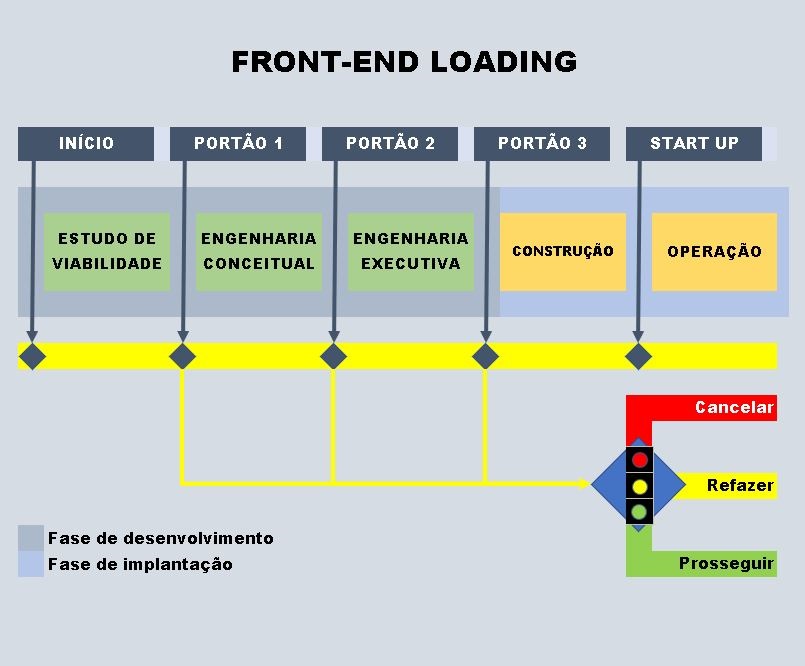 FRONT-END LOADING
INÍCIO
PORTÃO 1
PORTÃO 2
PORTÃO 3
START UP
ESTUDO DE
VIABILIDADE
ENGENHARIA
CONCEITUAL
ENGENHARIA
EXECUTIVA
CONSTRUÇÃO
OPERAÇÃO
Cancelar
Refazer
Prosseguir
Fase de desenvolvimento
Fase de implantação